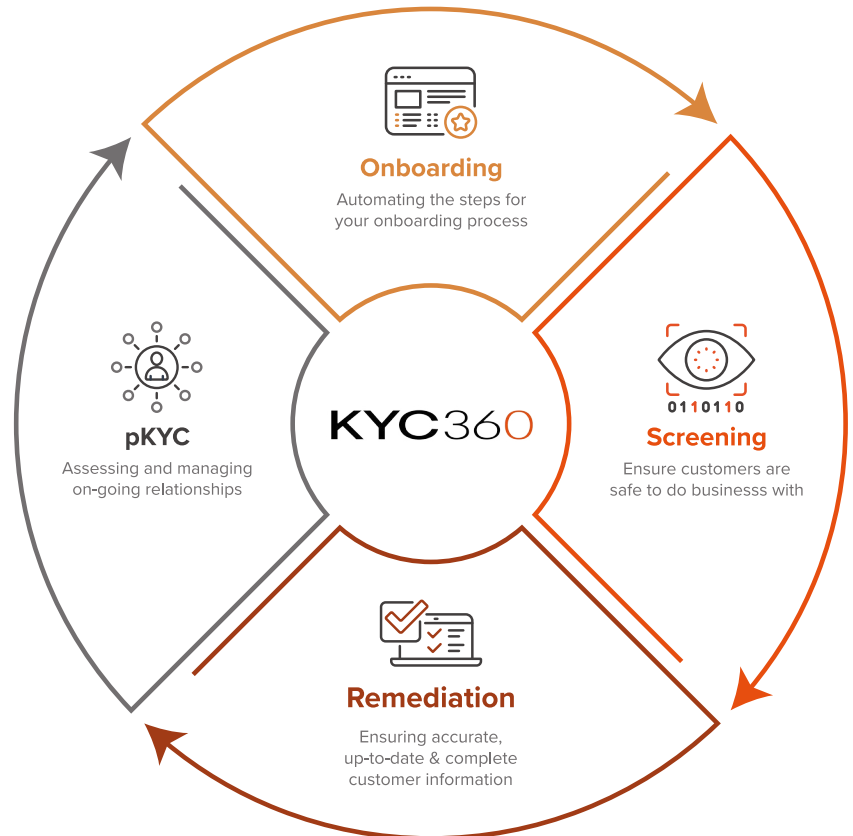 Onboarding
Automating the steps for
your onboarding process
0110110
Screening
Ensure customers are
safe to do businesss with
Remediation
Ensuring accurate,
up-to-date & complete
customer information
pKYC
Assessing and managing
on-going relationships
KYC360